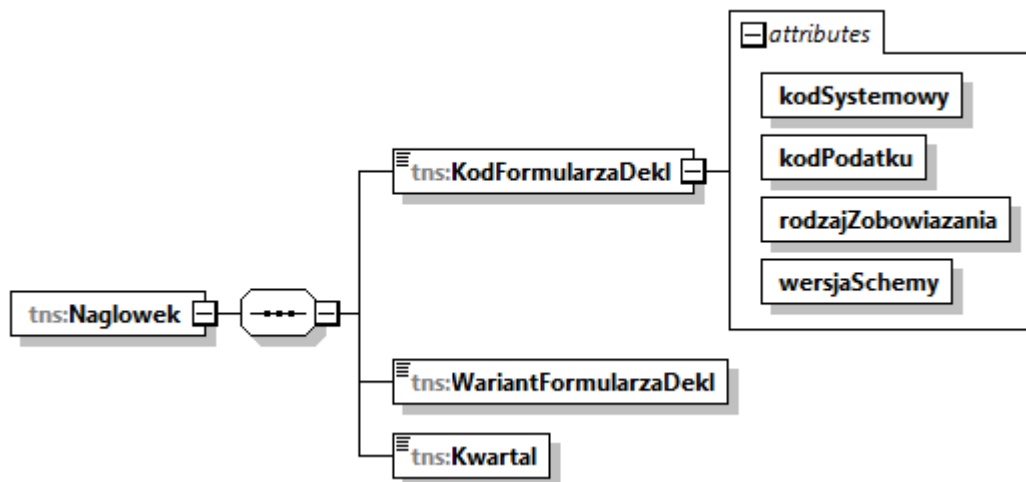 attributes
kodSystemowy
tns:KodFormularzaDekl
kodPodatku
rodzajZobowiazania
wersjaSchemy
tns:Naglowek
tns:WariantFormularzaDekl
tns:Kwartal